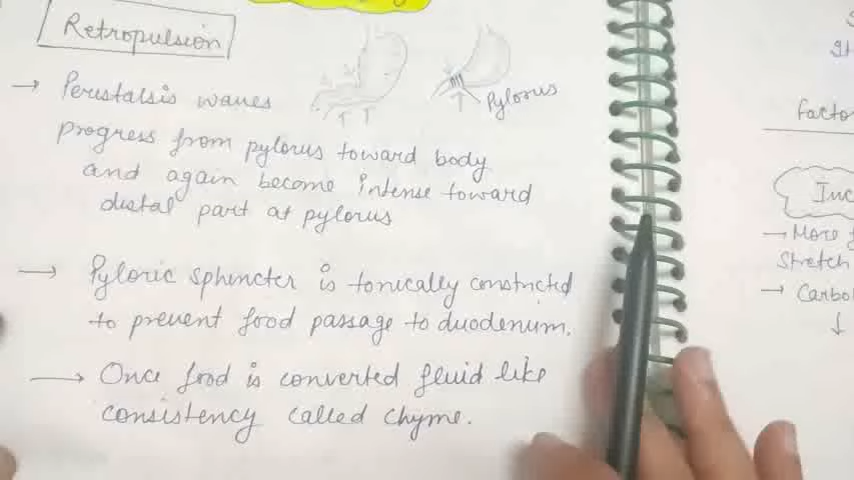 Retropulsion
→ Peristalsis waves
progress from pylorus toward body
and again become intense toward
distal part at pylorus
Pylorus
→ Pyloric sphincter is tonically constricted
to prevent food passage to duodenum.
→ Once food is converted fluid like
consistency called chyme.
Factor
Inc
→ More
Stretch
→ Carbo
↓